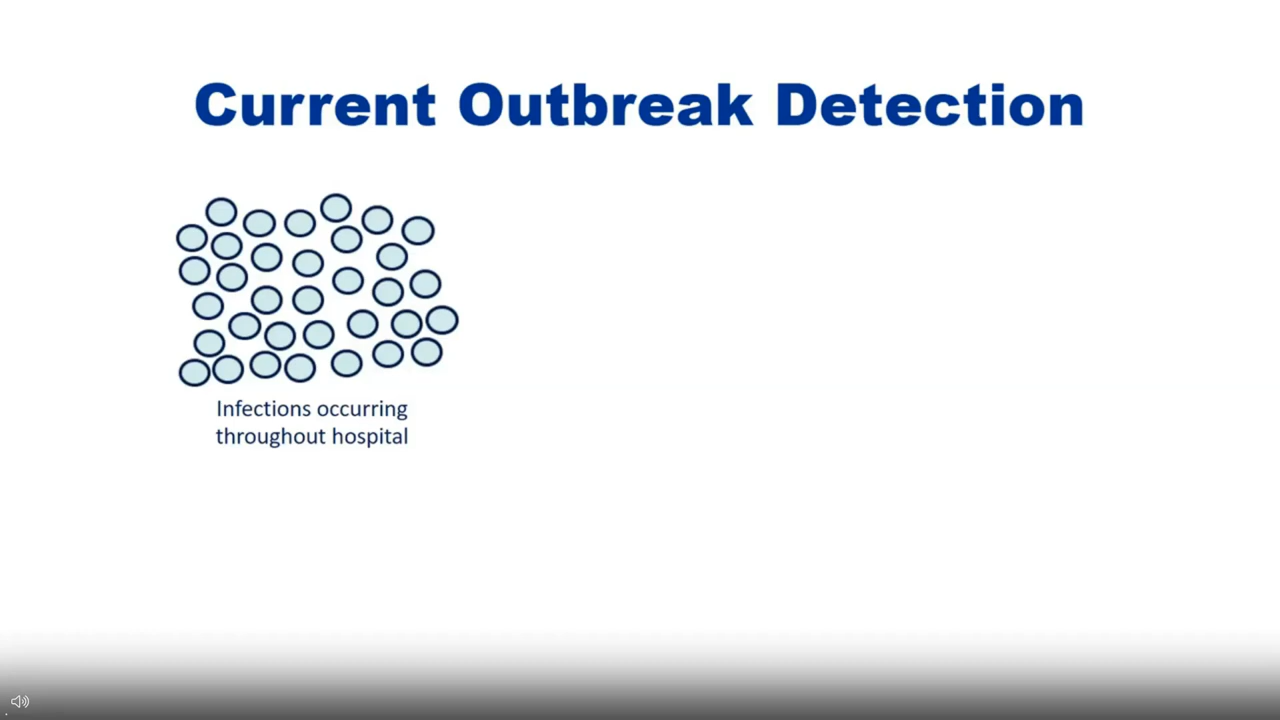 Current Outbreak Detection
Infections occurring
throughout hospital